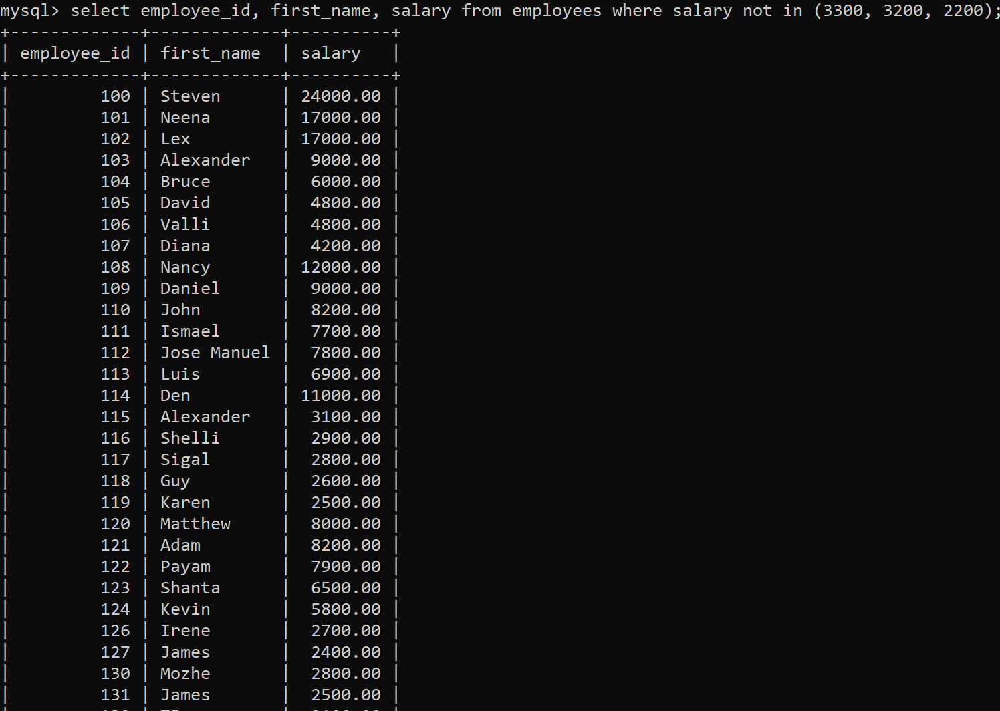 mysql> select employee_id, first_name, salary from employees where salary not in (3300, 3200, 2200);
+-------------+-------------+----------+
| employee_id | first_name  | salary   |
+-------------+-------------+----------+
|         100 | Steven      | 24000.00 |
|         101 | Neena       | 17000.00 |
|         102 | Lex         | 17000.00 |
|         103 | Alexander   |  9000.00 |
|         104 | Bruce       |  6000.00 |
|         105 | David       |  4800.00 |
|         106 | Valli       |  4800.00 |
|         107 | Diana       |  4200.00 |
|         108 | Nancy       | 12000.00 |
|         109 | Daniel      |  9000.00 |
|         110 | John        |  8200.00 |
|         111 | Ismael      |  7700.00 |
|         112 | Jose Manuel |  7800.00 |
|         113 | Luis        |  6900.00 |
|         114 | Den         | 11000.00 |
|         115 | Alexander   |  3100.00 |
|         116 | Shelli      |  2900.00 |
|         117 | Sigal       |  2800.00 |
|         118 | Guy         |  2600.00 |
|         119 | Karen       |  2500.00 |
|         120 | Matthew     |  8000.00 |
|         121 | Adam        |  8200.00 |
|         122 | Payam       |  7900.00 |
|         123 | Shanta      |  6500.00 |
|         124 | Kevin       |  5800.00 |
|         126 | Irene       |  2700.00 |
|         127 | James       |  2400.00 |
|         130 | Mozhe       |  2800.00 |
|         131 | James       |  2500.00 |